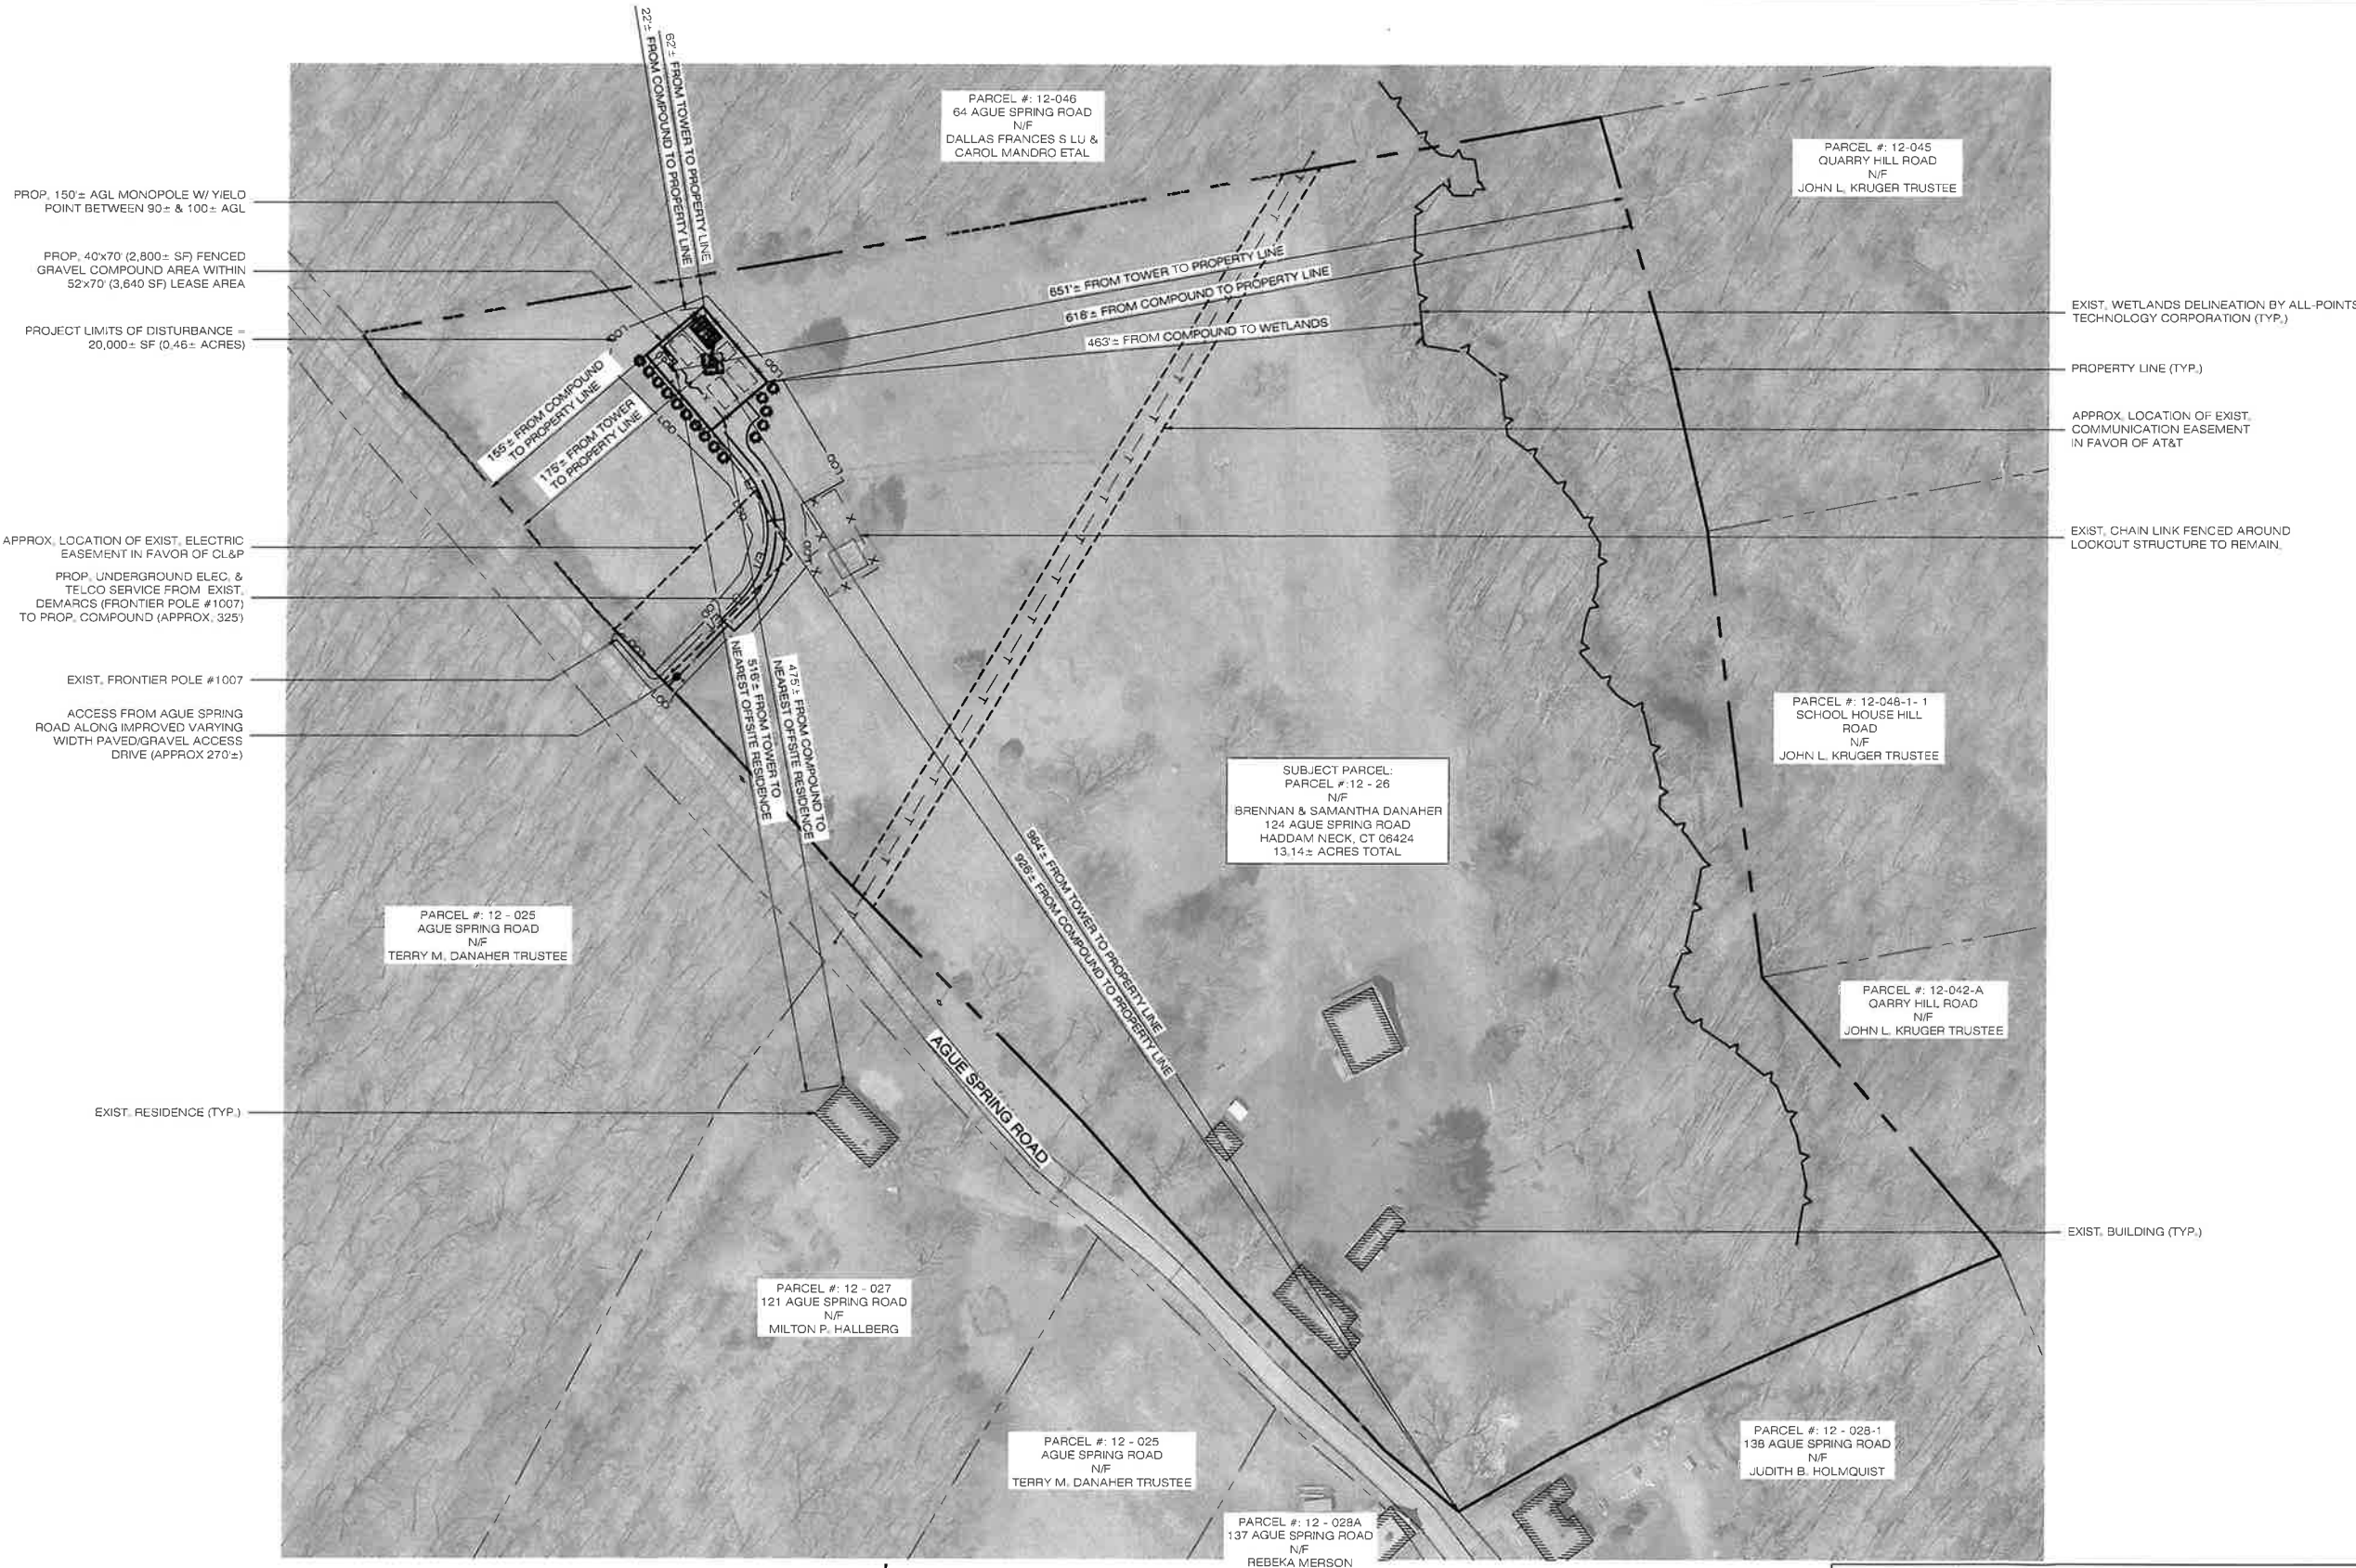 22'± FROM COMPOUND TO PROPERTY LINE
62'± FROM TOWER TO PROPERTY LINE
PARCEL #: 12-046
64 AGUE SPRING ROAD
N/F
DALLAS FRANCES S LU &
CAROL MANDRO ETAL
PARCEL #: 12-045
QUARRY HILL ROAD
N/F
JOHN L. KRUGER TRUSTEE
PROP. 150'± AGL MONOPOLE W/ YIELD
POINT BETWEEN 90± & 100± AGL
PROP. 40'x70' (2,800± SF) FENCED
GRAVEL COMPOUND AREA WITHIN
52'x70' (3,640 SF) LEASE AREA
PROJECT LIMITS OF DISTURBANCE =
20,000± SF (0.46± ACRES)
651'± FROM TOWER TO PROPERTY LINE
618'± FROM COMPOUND TO PROPERTY LINE
463'± FROM COMPOUND TO WETLANDS
EXIST. WETLANDS DELINEATION BY ALL-POINTS
TECHNOLOGY CORPORATION (TYP.)
PROPERTY LINE (TYP.)
APPROX. LOCATION OF EXIST.
COMMUNICATION EASEMENT
IN FAVOR OF AT&T
EXIST. CHAIN LINK FENCED AROUND
LOOKOUT STRUCTURE TO REMAIN.
LOD
LOD
155'± FROM COMPOUND
TO PROPERTY LINE
175'± FROM TOWER
TO PROPERTY LINE
LOD
LOD
LOD
LOD
APPROX. LOCATION OF EXIST. ELECTRIC
EASEMENT IN FAVOR OF CL&P
PROP. UNDERGROUND ELEC. &
TELCO SERVICE FROM EXIST.
DEMARCS (FRONTIER POLE #1007)
TO PROP. COMPOUND (APPROX. 325')
EXIST. FRONTIER POLE #1007
ACCESS FROM AGUE SPRING
ROAD ALONG IMPROVED VARYING
WIDTH PAVED/GRAVEL ACCESS
DRIVE (APPROX 270'±)
LOD
LOD
516'± FROM TOWER TO
NEAREST OFFSITE RESIDENCE
475'± FROM COMPOUND TO
NEAREST OFFSITE RESIDENCE
PARCEL #: 12-048-1- 1
SCHOOL HOUSE HILL
ROAD
N/F
JOHN L. KRUGER TRUSTEE
SUBJECT PARCEL:
PARCEL #:12 - 26
N/F
BRENNAN & SAMANTHA DANAHER
124 AGUE SPRING ROAD
HADDAM NECK, CT 06424
13.14± ACRES TOTAL
984'± FROM TOWER TO PROPERTY LINE
926'± FROM COMPOUND TO PROPERTY LINE
PARCEL #: 12 - 025
AGUE SPRING ROAD
N/F
TERRY M. DANAHER TRUSTEE
PARCEL #: 12-042-A
QARRY HILL ROAD
N/F
JOHN L. KRUGER TRUSTEE
AGUE SPRING ROAD
EXIST. RESIDENCE (TYP.)
EXIST. BUILDING (TYP.)
PARCEL #: 12 - 027
121 AGUE SPRING ROAD
N/F
MILTON P. HALLBERG
PARCEL #: 12 - 025
AGUE SPRING ROAD
N/F
TERRY M. DANAHER TRUSTEE
PARCEL #: 12 - 028-1
138 AGUE SPRING ROAD
N/F
JUDITH B. HOLMQUIST
PARCEL #: 12 - 028A
137 AGUE SPRING ROAD
N/F
REBEKA MERSON